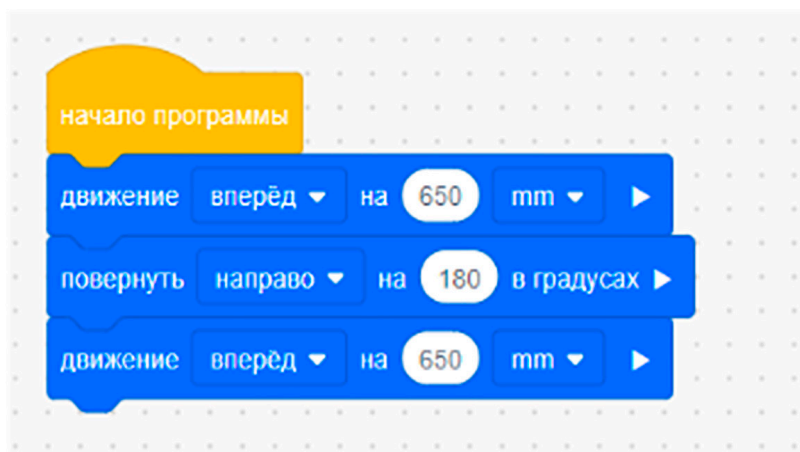 начало программы
движение вперёд на 650 mm
повернуть направо на 180 в градусах
движение вперёд на 650 mm